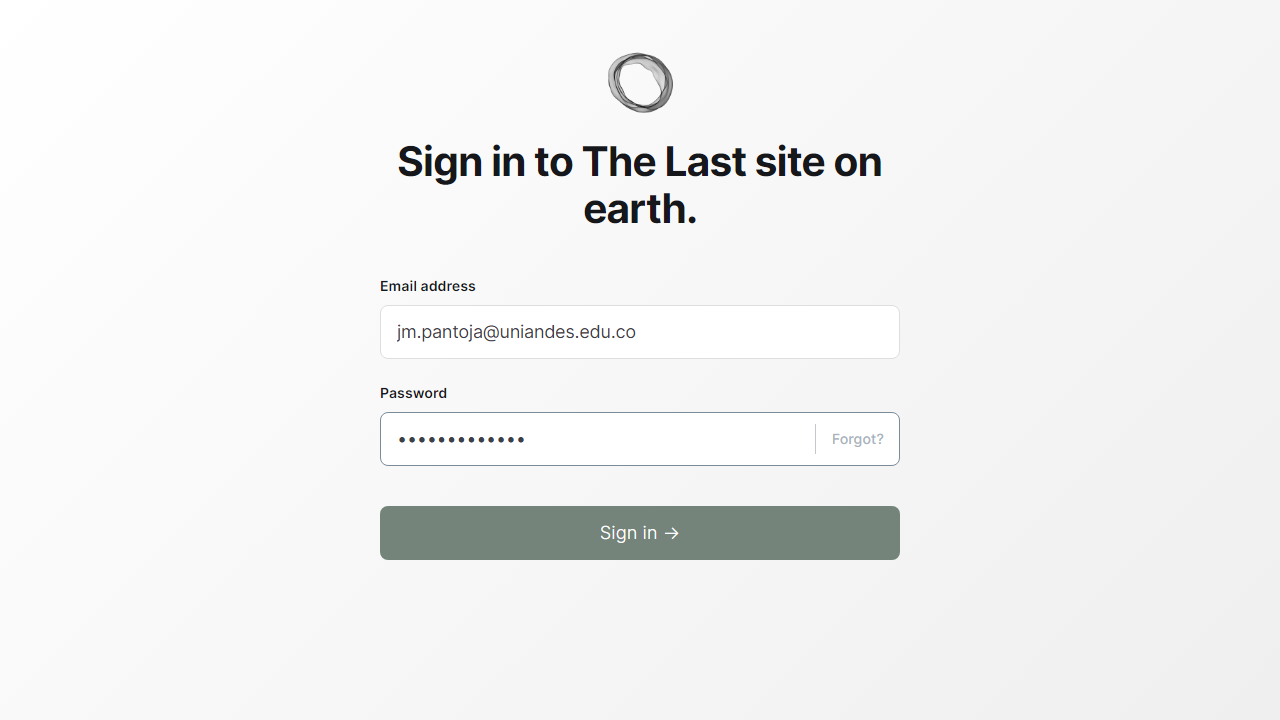 Sign in to The Last site on
earth.
Email address
jm.pantoja@uniandes.edu.co
Password
•••••••••••••
Forgot?
Sign in →